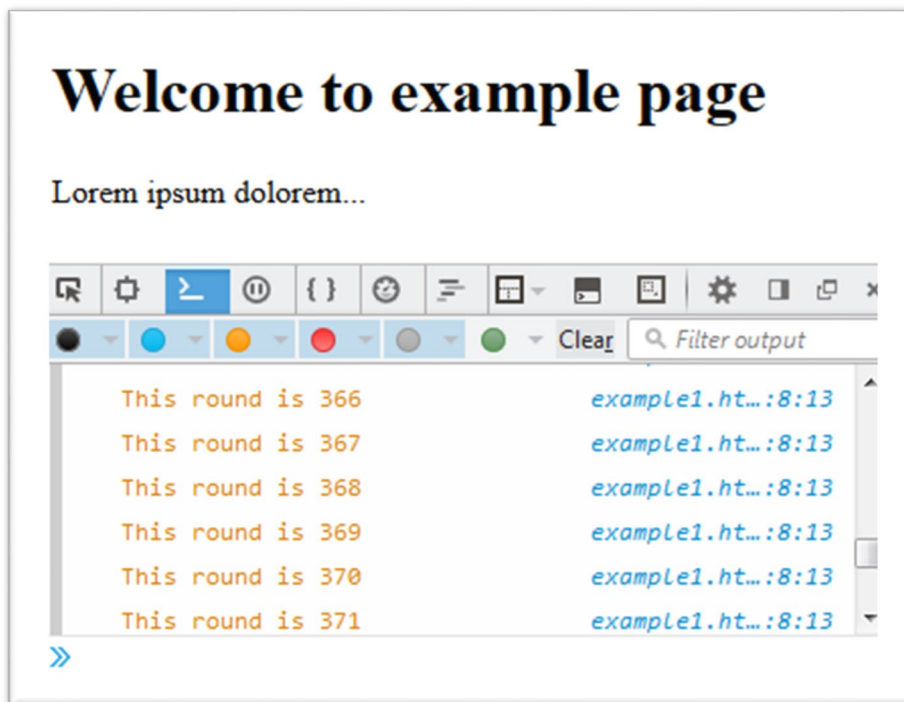 Welcome to example page
Lorem ipsum dolorem...
Clear Filter output
This round is 366 example1.ht…:8:13
This round is 367 example1.ht…:8:13
This round is 368 example1.ht…:8:13
This round is 369 example1.ht…:8:13
This round is 370 example1.ht…:8:13
This round is 371 example1.ht…:8:13